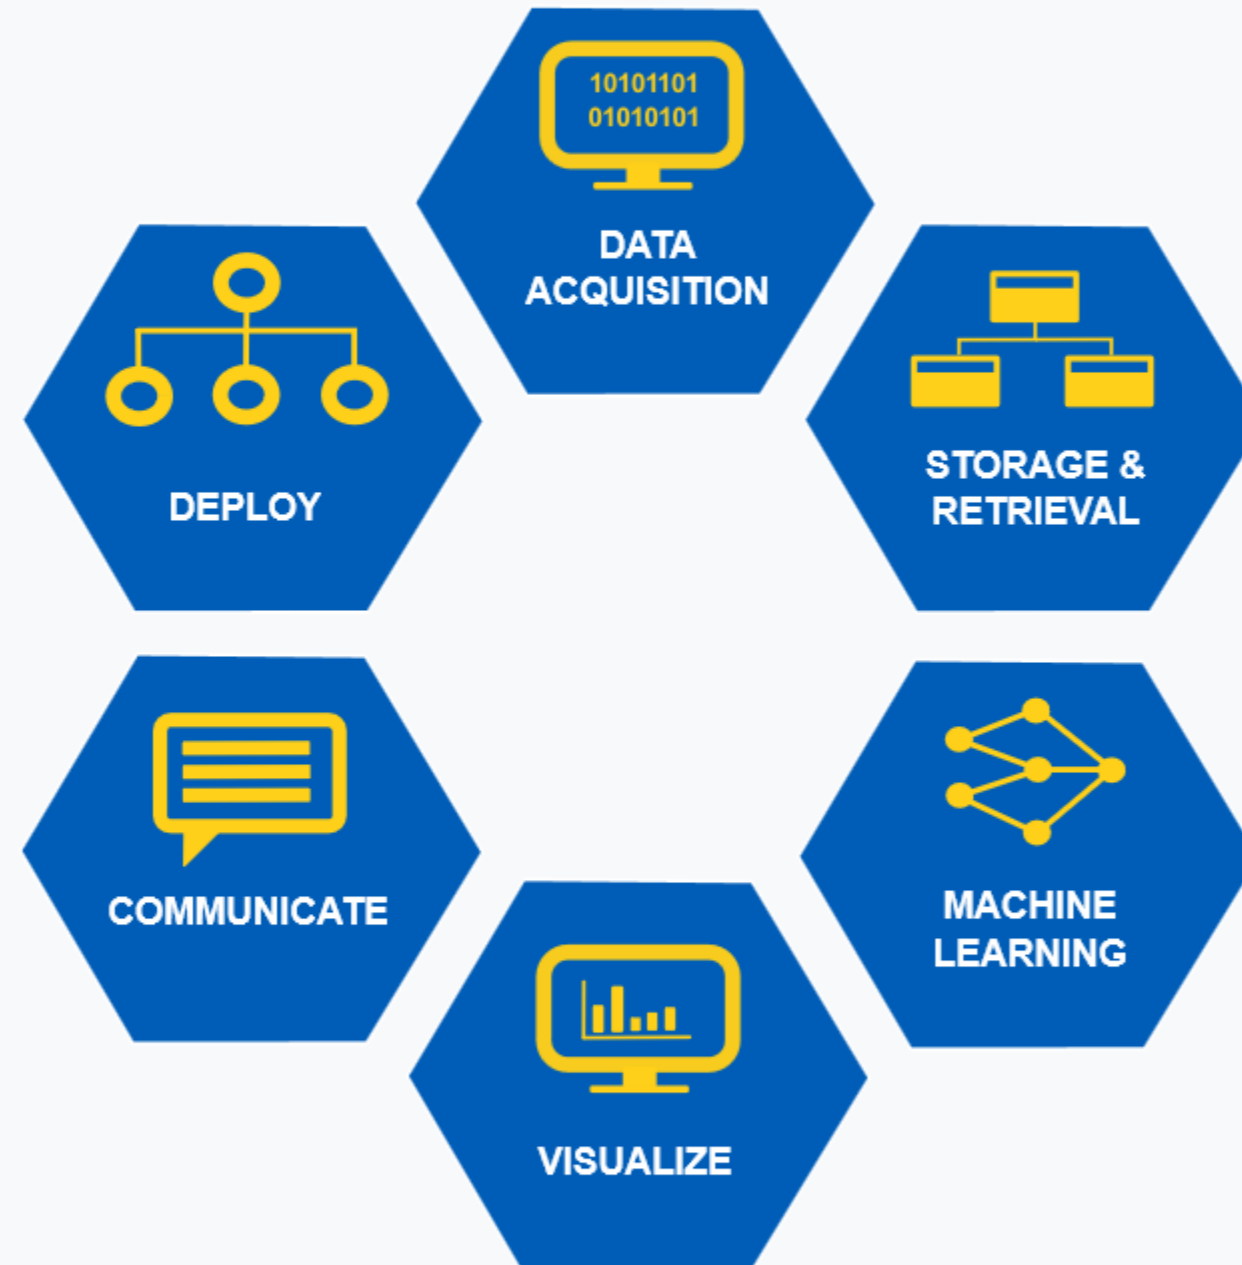 10101101
01010101
DATA
ACQUISITION
STORAGE &
RETRIEVAL
MACHINE
LEARNING
VISUALIZE
COMMUNICATE
DEPLOY